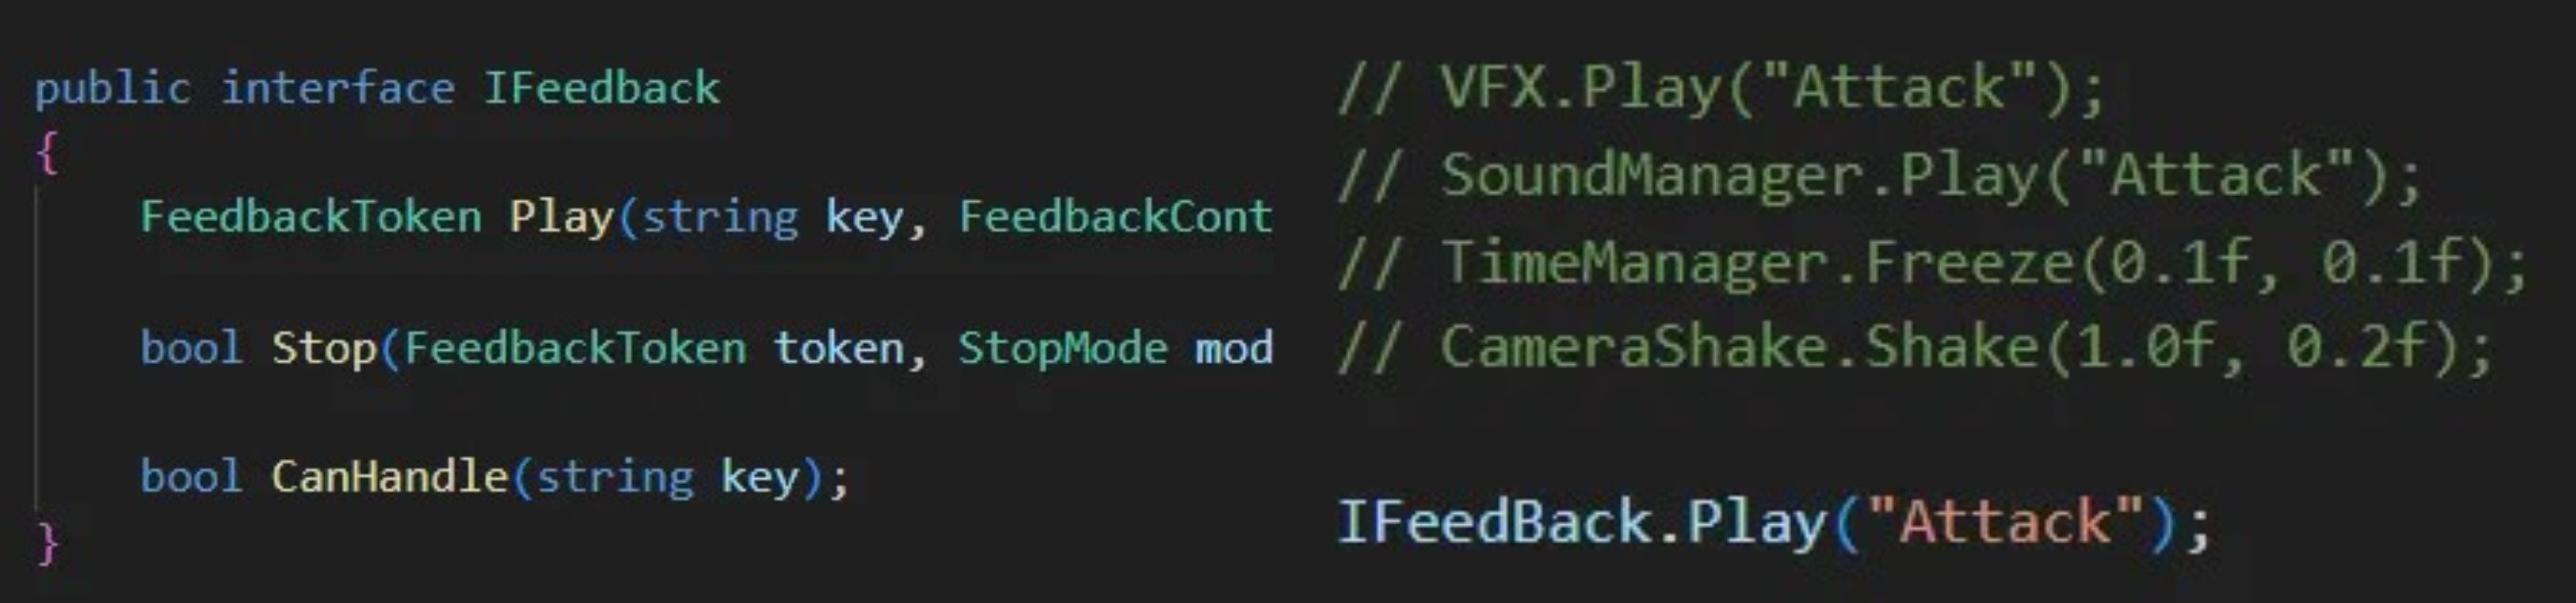 public interface IFeedback
{
FeedbackToken Play(string key, FeedbackCont
bool Stop(FeedbackToken token, StopMode mod
bool CanHandle(string key);
}
// VFX.Play("Attack");
// SoundManager.Play("Attack");
// TimeManager.Freeze(0.1f, 0.1f);
// CameraShake.Shake(1.0f, 0.2f);
IFeedBack.Play("Attack");